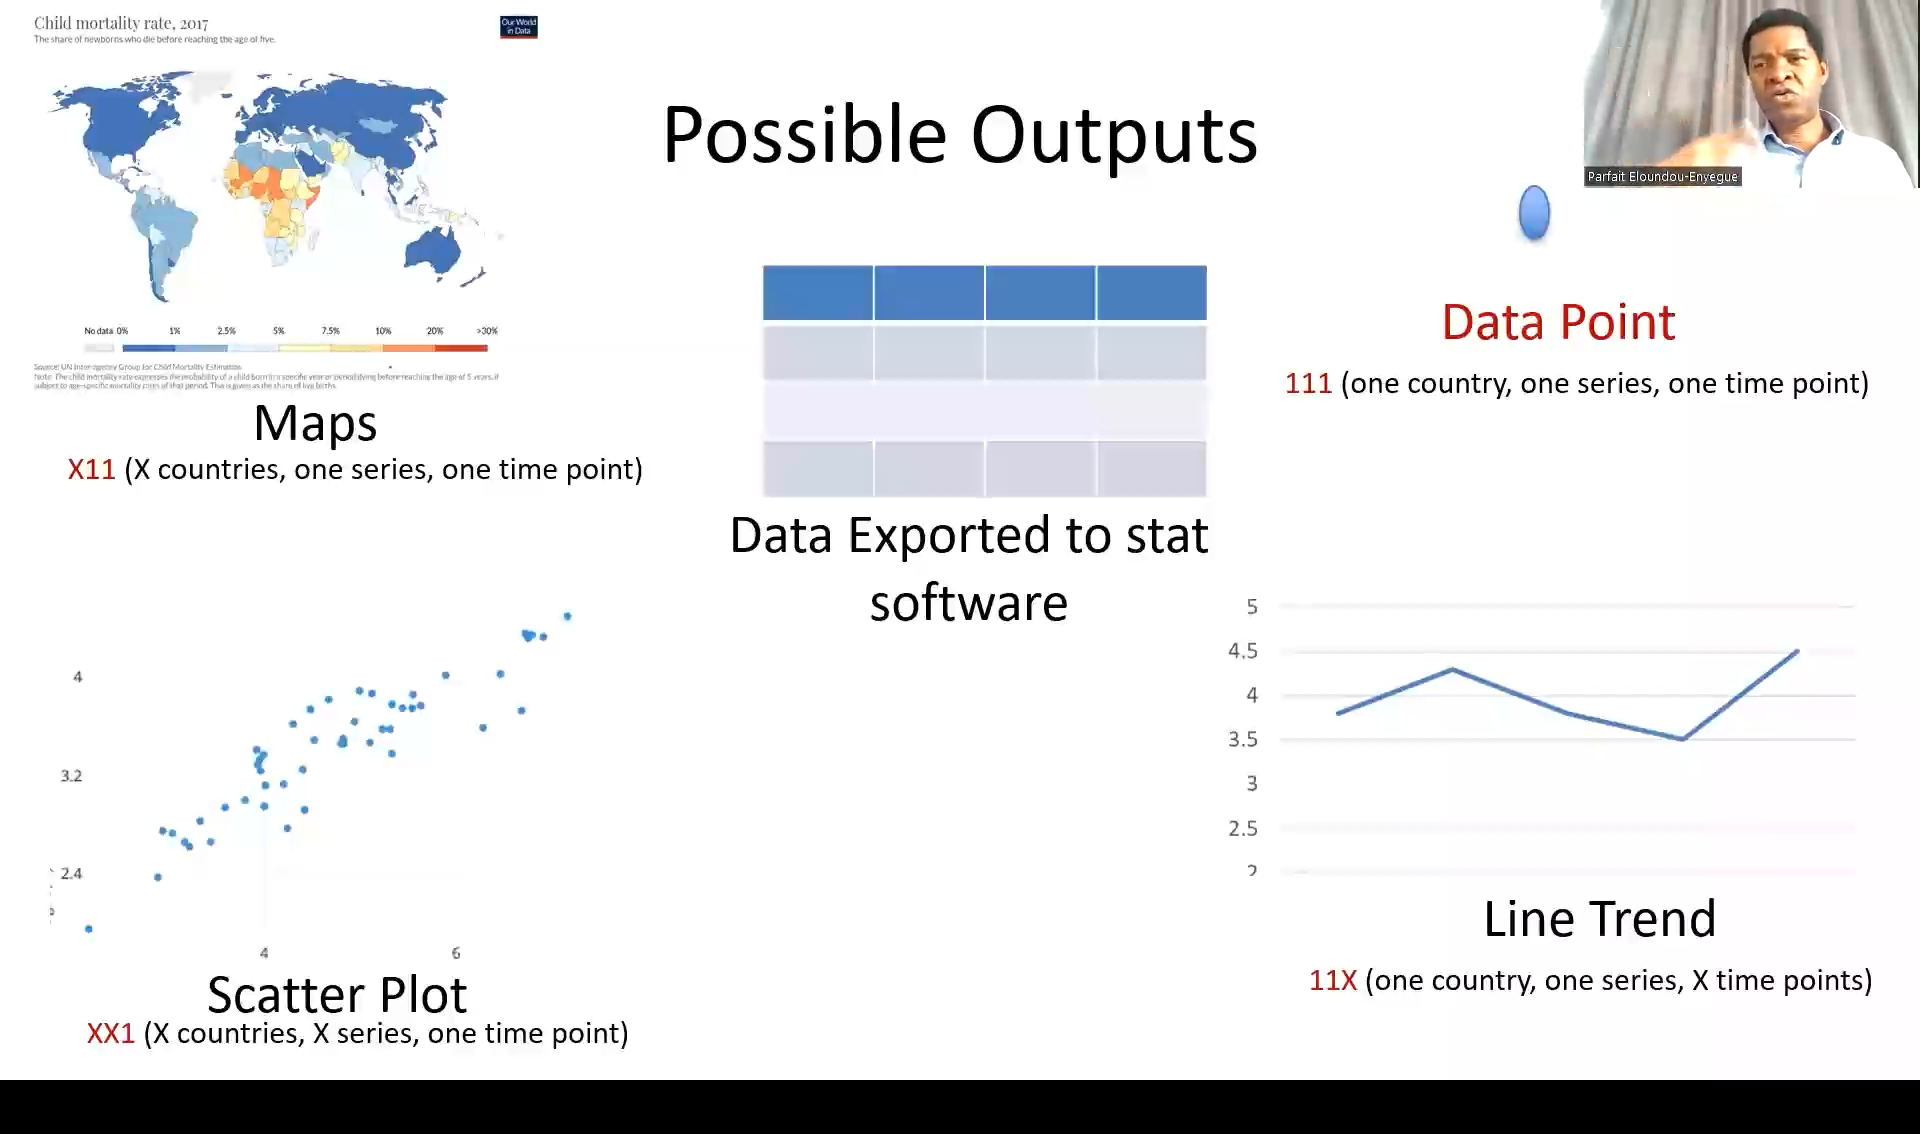 Child mortality rate, 2017
The share of newborns who die before reaching the age of five.
Our World
in Data
No data 0% 1% 2.5% 5% 7.5% 10% 20% >30%
Source: UN Inter-agency Group for Child Mortality Estimation
Note: The child mortality rate expresses the probability of a child born in a specific year or period dying before reaching the age of 5 years, if
subject to age-specific mortality rates of that period. This is given as the share of live births.
Maps
X11 (X countries, one series, one time point)
Possible Outputs
Parfait Eloundou-Enyegue
Data Point
111 (one country, one series, one time point)
Data Exported to stat
software
4
3.2
2.4
4 6
Scatter Plot
XX1 (X countries, X series, one time point)
5
4.5
4
3.5
3
2.5
2
Line Trend
11X (one country, one series, X time points)